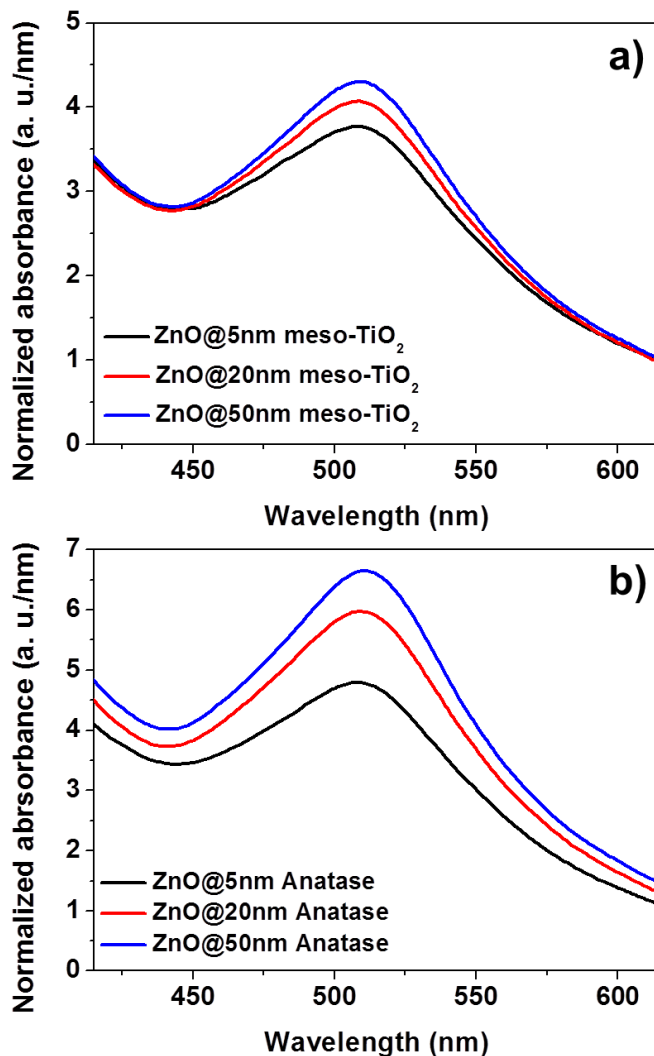 a)
5
4
3
2
1
0
Normalized absorbance (a. u./nm)
ZnO@5nm meso-TiO₂
ZnO@20nm meso-TiO₂
ZnO@50nm meso-TiO₂
450 500 550 600
Wavelength (nm)
b)
7
6
5
4
3
2
1
0
Normalized abrsorbance (a. u./nm)
ZnO@5nm Anatase
ZnO@20nm Anatase
ZnO@50nm Anatase
450 500 550 600
Wavelength (nm)